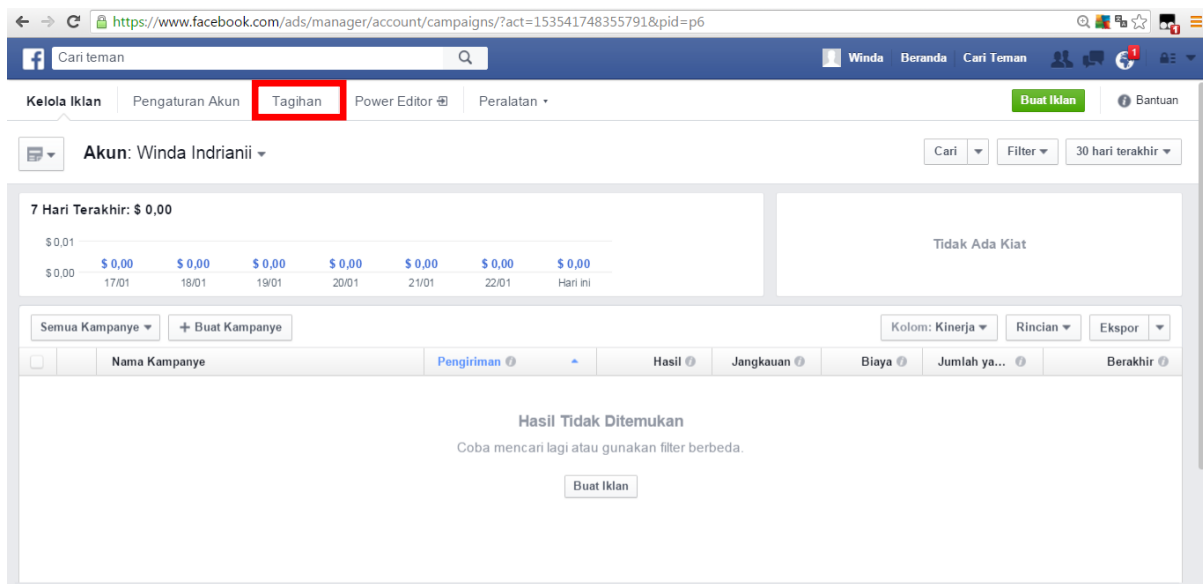 https://www.facebook.com/ads/manager/account/campaigns/?act=153541748355791&pid=p6
f Cari teman Winda Beranda Cari Teman 1
Kelola Iklan Pengaturan Akun Tagihan Power Editor Peralatan Buat Iklan Bantuan
Akun: Winda Indrianii Cari Filter 30 hari terakhir
7 Hari Terakhir: $ 0,00
$ 0,01
$ 0,00
$ 0,00 $ 0,00 $ 0,00 $ 0,00 $ 0,00 $ 0,00 $ 0,00
17/01 18/01 19/01 20/01 21/01 22/01 Hari ini
Tidak Ada Kiat
Semua Kampanye + Buat Kampanye Kolom: Kinerja Rincian Ekspor
Nama Kampanye Pengiriman Hasil Jangkauan Biaya Jumlah ya... Berakhir
Hasil Tidak Ditemukan
Coba mencari lagi atau gunakan filter berbeda.
Buat Iklan